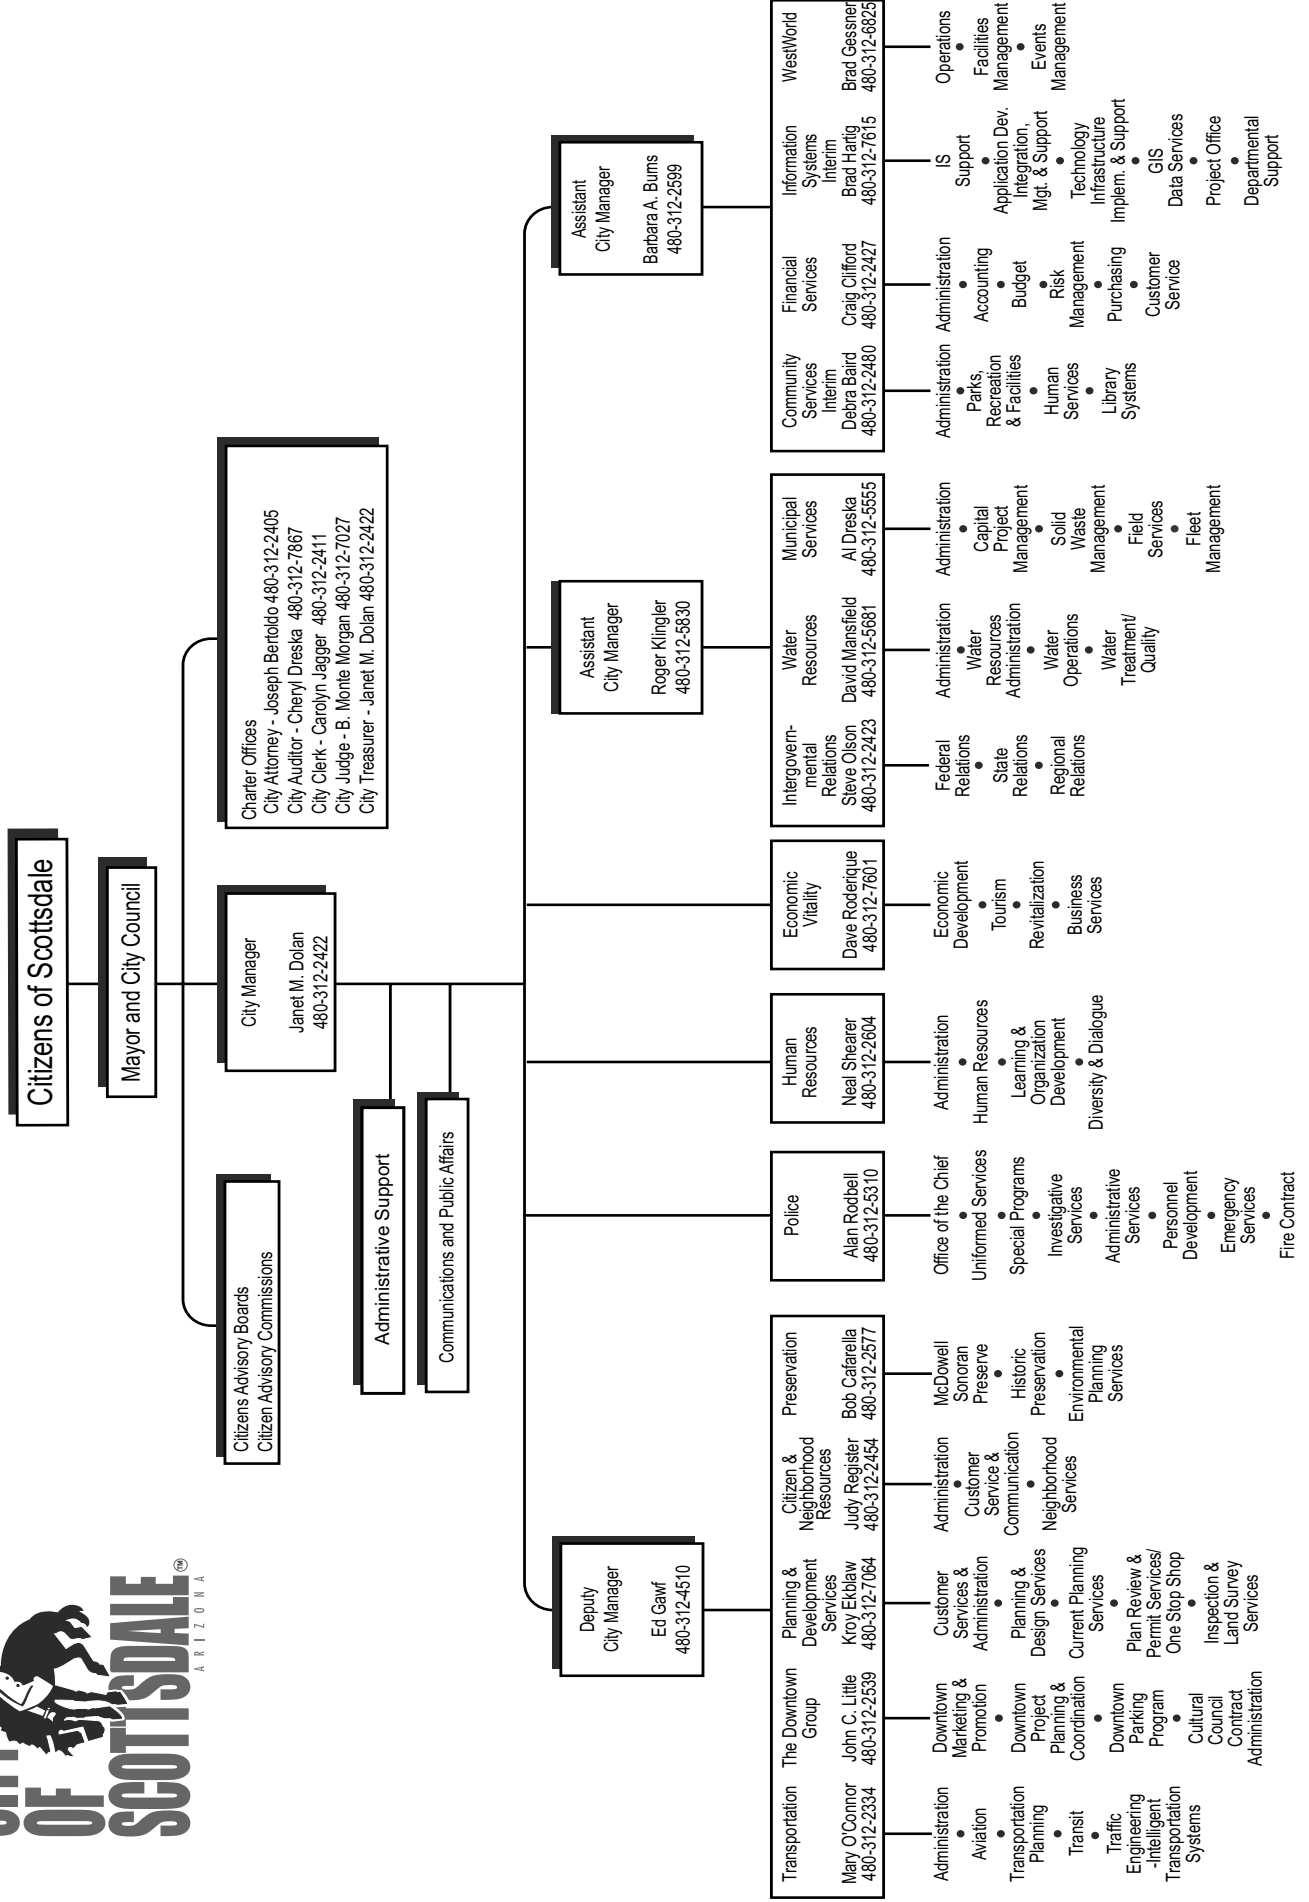 CITY
OF
SCOTTSDALE™
ARIZONA
Citizens of Scottsdale
Mayor and City Council
Citizens Advisory Boards
Citizen Advisory Commissions
City Manager
Janet M. Dolan
480-312-2422
Charter Offices
City Attorney - Joseph Bertoldo 480-312-2405
City Auditor - Cheryl Dreska 480-312-7867
City Clerk - Carolyn Jagger 480-312-2411
City Judge - B. Monte Morgan 480-312-7027
City Treasurer - Janet M. Dolan 480-312-2422
Administrative Support
Communications and Public Affairs
Deputy
City Manager
Ed Gawf
480-312-4510
Assistant
City Manager
Roger Klingler
480-312-5830
Assistant
City Manager
Barbara A. Burns
480-312-2599
Transportation
Mary O'Connor
480-312-2334
Administration
•
Aviation
•
Transportation
Planning
•
Transit
•
Traffic
Engineering
-Intelligent
Transportation
Systems
The Downtown
Group
John C. Little
480-312-2539
Downtown
Marketing &
Promotion
•
Downtown
Project
Planning &
Coordination
•
Downtown
Parking
Program
•
Cultural
Council
Contract
Administration
Planning &
Development
Services
Kroy Ekblaw
480-312-7064
Customer
Services &
Administration
•
Planning &
Design Services
•
Current Planning
Services
•
Plan Review &
Permit Services/
One Stop Shop
•
Inspection &
Land Survey
Services
Citizen &
Neighborhood
Resources
Judy Register
480-312-2454
Administration
•
Customer
Service &
Communication
•
Neighborhood
Services
Preservation
Bob Cafarella
480-312-2577
McDowell
Sonoran
Preserve
•
Historic
Preservation
•
Environmental
Planning
Services
Police
Alan Rodbell
480-312-5310
Office of the Chief
•
Uniformed Services
•
Special Programs
•
Investigative
Services
•
Administrative
Services
•
Personnel
Development
•
Emergency
Services
•
Fire Contract
Human
Resources
Neal Shearer
480-312-2604
Administration
•
Human Resources
•
Learning &
Organization
Development
•
Diversity & Dialogue
Economic
Vitality
Dave Roderique
480-312-7601
Economic
Development
•
Tourism
•
Revitalization
•
Business
Services
Intergovern-
mental
Relations
Steve Olson
480-312-2423
Federal
Relations
•
State
Relations
•
Regional
Relations
Water
Resources
David Mansfield
480-312-5681
Administration
•
Water
Resources
Administration
•
Water
Operations
•
Water
Treatment/
Quality
Municipal
Services
Al Dreska
480-312-5555
Administration
•
Capital
Project
Management
•
Solid
Waste
Management
•
Field
Services
•
Fleet
Management
Community
Services
Interim
Debra Baird
480-312-2480
Administration
•
Parks,
Recreation
& Facilities
•
Human
Services
•
Library
Systems
Financial
Services
Craig Clifford
480-312-2427
Administration
•
Accounting
•
Budget
•
Risk
Management
•
Purchasing
•
Customer
Service
Information
Systems
Interim
Brad Hartig
480-312-7615
IS
Support
•
Application Dev.
Integration,
Mgt. & Support
•
Technology
Infrastructure
Implem. & Support
•
GIS
Data Services
•
Project Office
•
Departmental
Support
WestWorld
Brad Gessner
480-312-6825
Operations
•
Facilities
Management
•
Events
Management